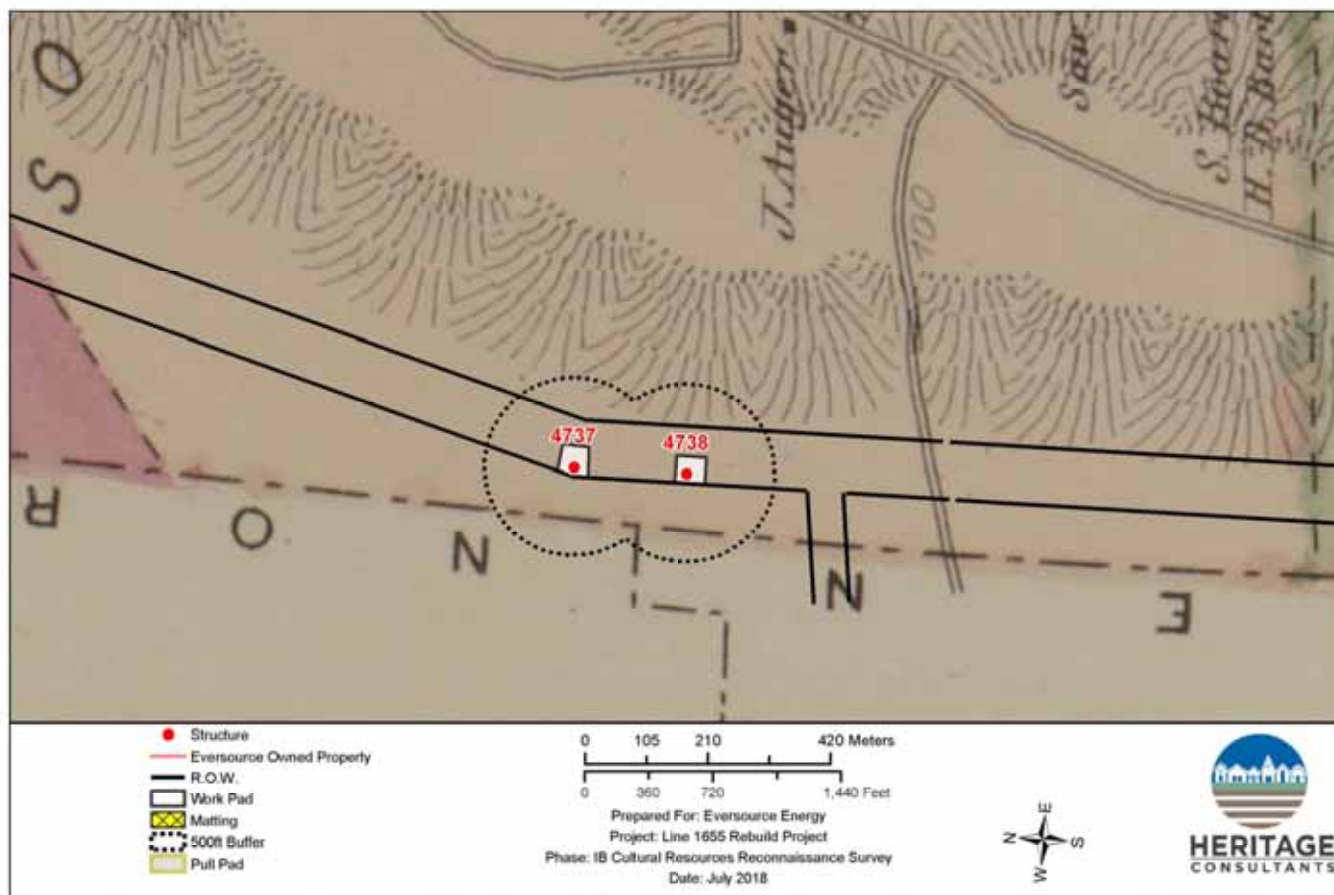 O
S
J. Auger
100
S. Hoar
4737
4738
R
O
N
N
E
Structure
Eversource Owned Property
R.O.W.
Work Pad
Matting
500ft Buffer
Pull Pad
0 105 210 420 Meters
0 360 720 1,440 Feet
Prepared For: Eversource Energy
Project: Line 1655 Rebuild Project
Phase: IB Cultural Resources Reconnaissance Survey
Date: July 2018
N E S W
HERITAGE
CONSULTANTS